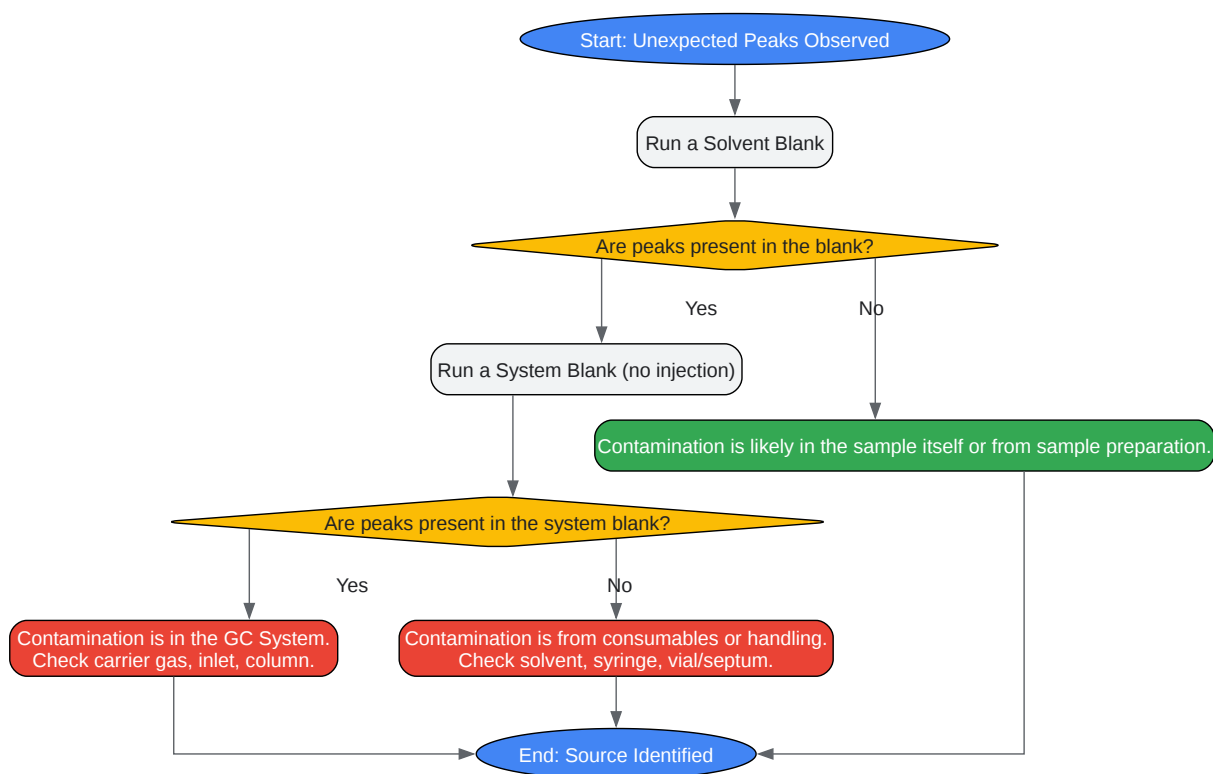 Start: Unexpected Peaks Observed
Run a Solvent Blank
Are peaks present in the blank?
Yes
No
Run a System Blank (no injection)
Contamination is likely in the sample itself or from sample preparation.
Are peaks present in the system blank?
Yes
No
Contamination is in the GC System.
Check carrier gas, inlet, column.
Contamination is from consumables or handling.
Check solvent, syringe, vial/septum.
End: Source Identified